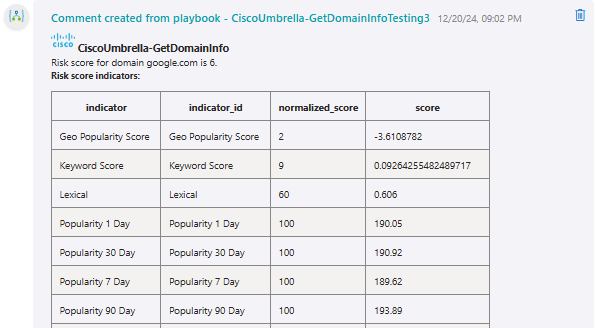 Comment created from playbook - CiscoUmbrella-GetDomainInfoTesting3 12/20/24, 09:02 PM
CISCO CiscoUmbrella-GetDomainInfo
Risk score for domain google.com is 6.
Risk score indicators:
indicator indicator_id normalized_score score
Geo Popularity Score Geo Popularity Score 2 -3.6108782
Keyword Score Keyword Score 9 0.09264255482489717
Lexical Lexical 60 0.606
Popularity 1 Day Popularity 1 Day 100 190.05
Popularity 30 Day Popularity 30 Day 100 190.92
Popularity 7 Day Popularity 7 Day 100 189.62
Popularity 90 Day Popularity 90 Day 100 193.89